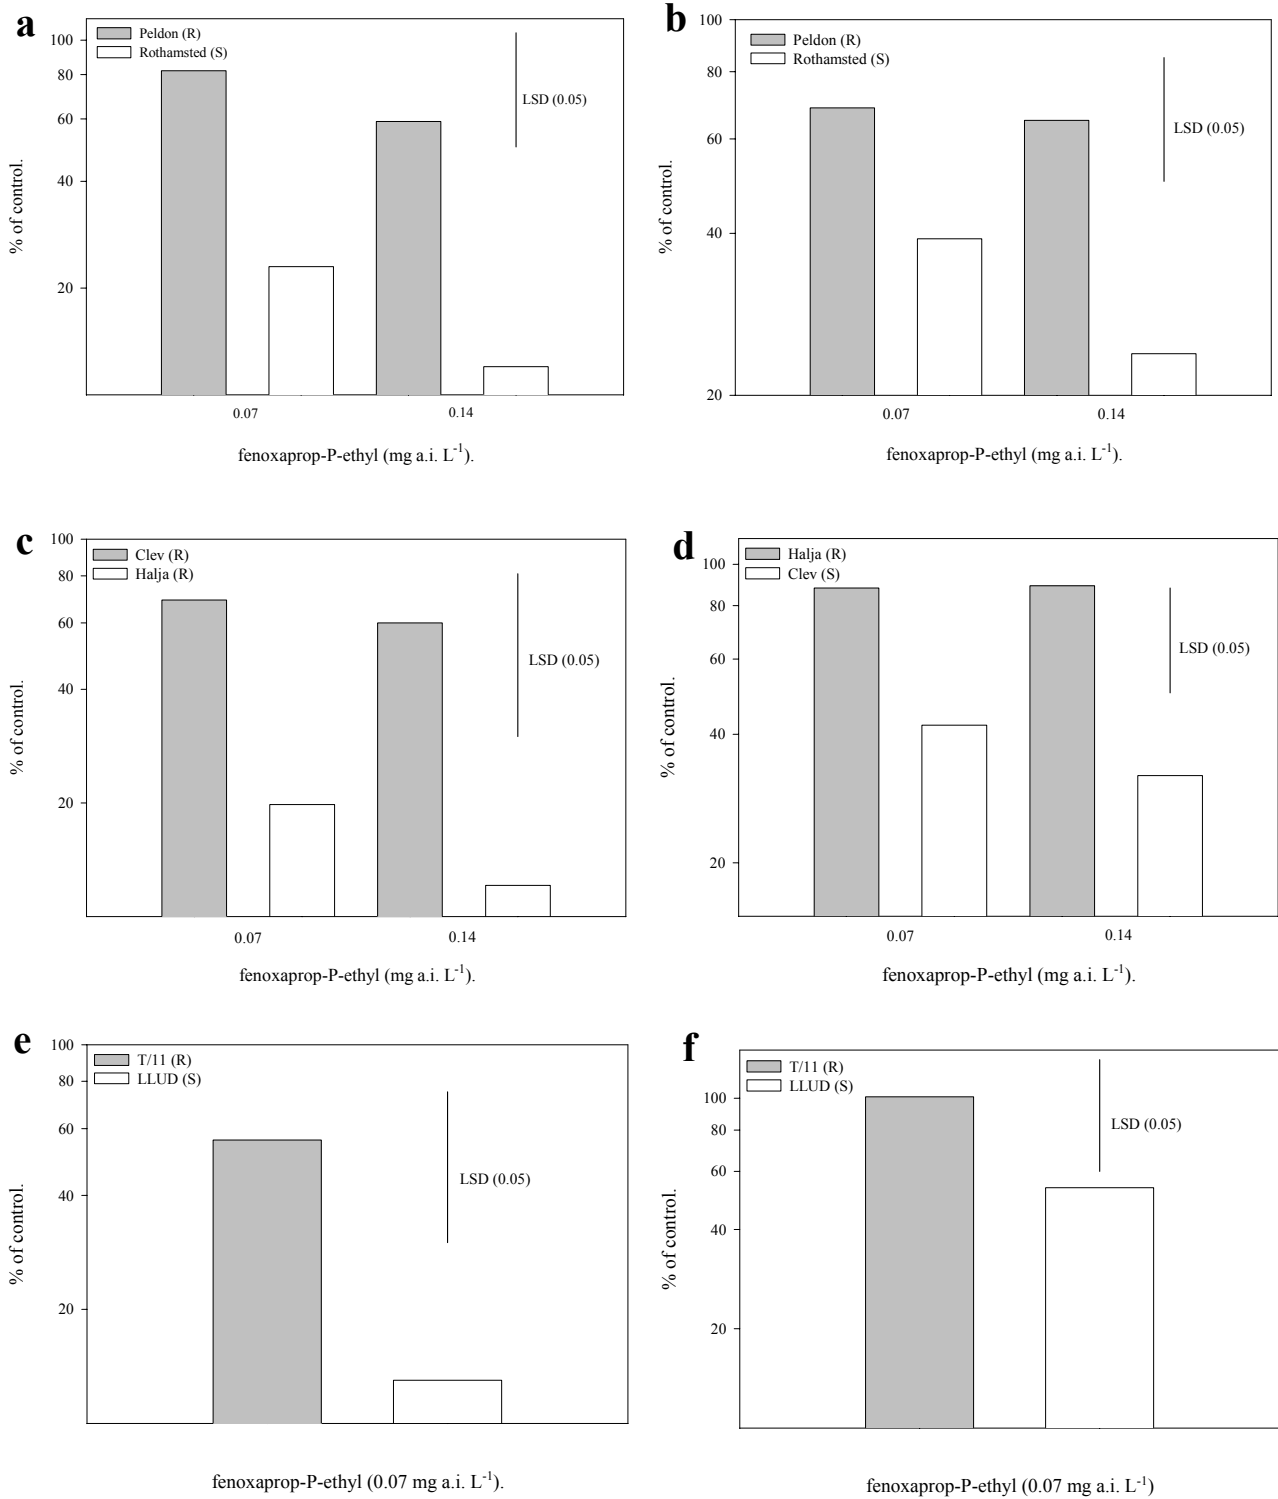 a
100
80
60
40
20
% of control.
Peldon (R)
Rothamsted (S)
LSD (0.05)
0.07
0.14
fenoxaprop-P-ethyl (mg a.i. L⁻¹).
b
100
80
60
40
20
% of control.
Peldon (R)
Rothamsted (S)
LSD (0.05)
0.07
0.14
fenoxaprop-P-ethyl (mg a.i. L⁻¹).
c
100
80
60
40
20
% of control.
Clev (R)
Halja (R)
LSD (0.05)
0.07
0.14
fenoxaprop-P-ethyl (mg a.i. L⁻¹).
d
100
80
60
40
20
% of control.
Halja (R)
Clev (S)
LSD (0.05)
0.07
0.14
fenoxaprop-P-ethyl (mg a.i. L⁻¹).
e
100
80
60
40
20
% of control.
T/11 (R)
LLUD (S)
LSD (0.05)
fenoxaprop-P-ethyl (0.07 mg a.i. L⁻¹).
f
100
80
60
40
20
% of control.
T/11 (R)
LLUD (S)
LSD (0.05)
fenoxaprop-P-ethyl (0.07 mg a.i. L⁻¹)